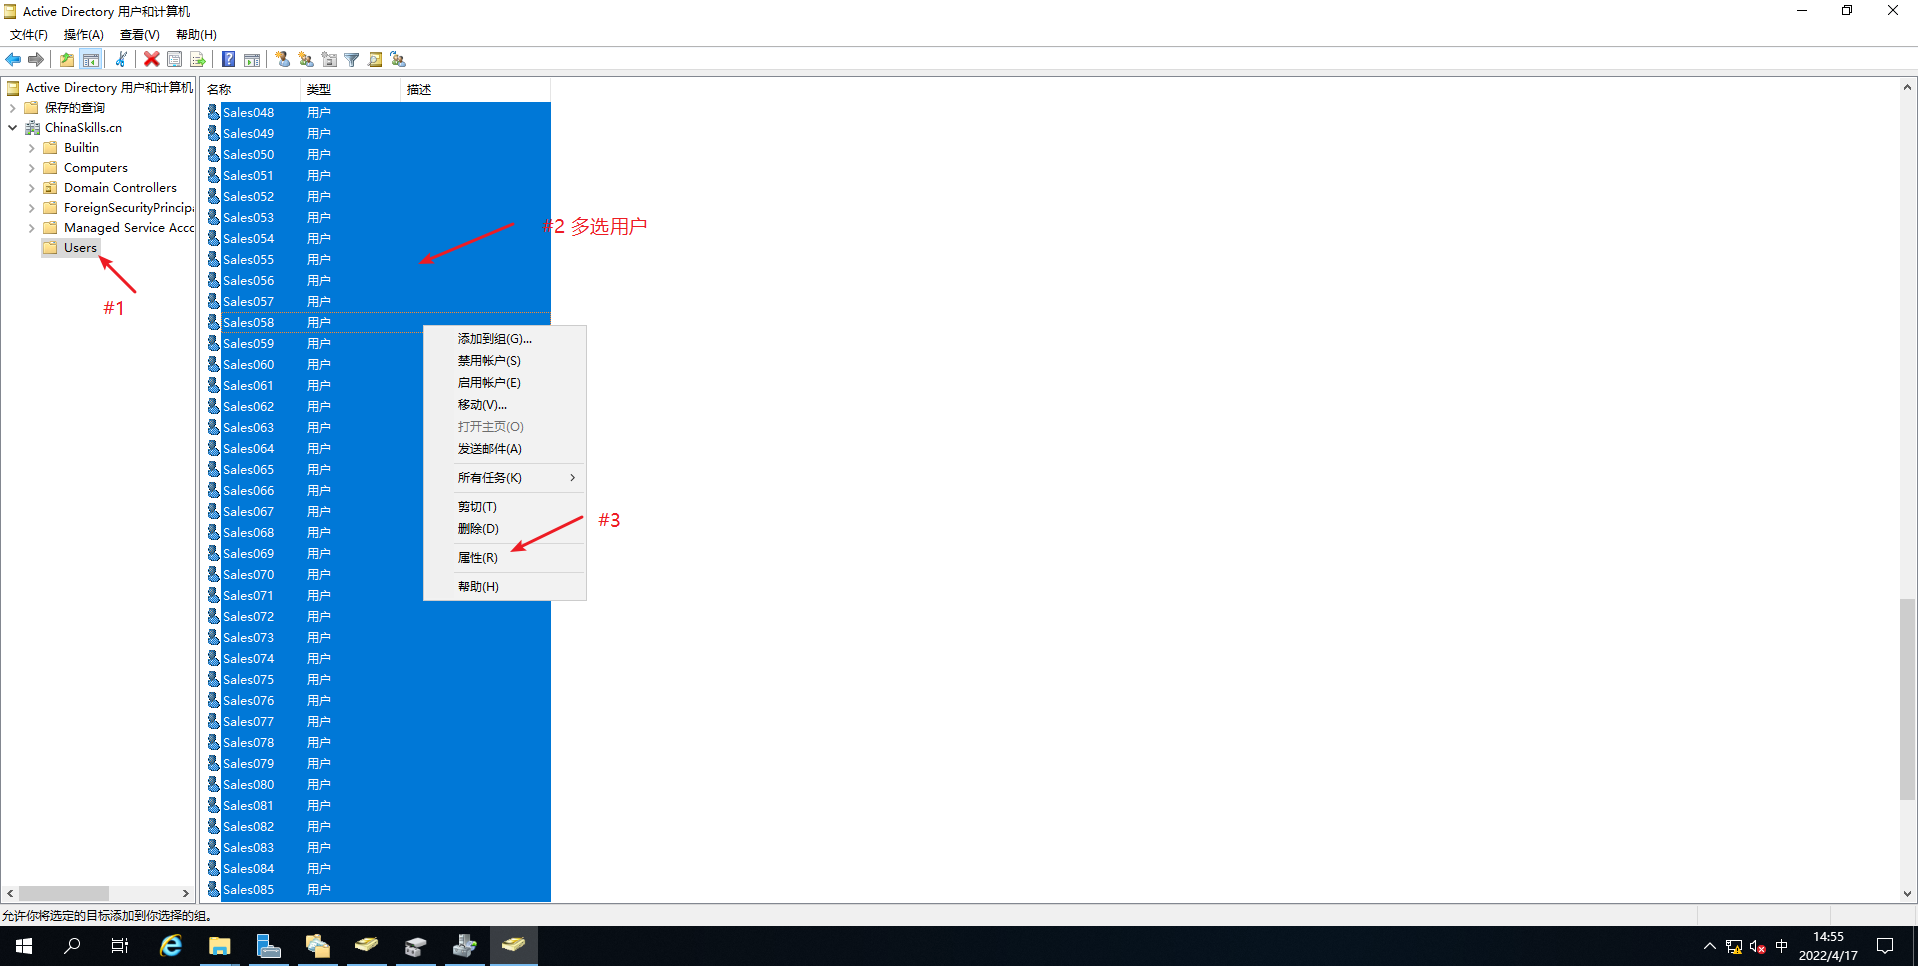 Active Directory 用户和计算机
文件(F) 操作(A) 查看(V) 帮助(H)
Active Directory 用户和计算机
保存的查询
ChinaSkills.cn
Builtin
Computers
Domain Controllers
ForeignSecurityPrincipa
Managed Service Acco
Users
#1
名称 类型 描述
Sales048 用户
Sales049 用户
Sales050 用户
Sales051 用户
Sales052 用户
Sales053 用户
Sales054 用户
Sales055 用户
Sales056 用户
Sales057 用户
Sales058 用户
Sales059 用户
Sales060 用户
Sales061 用户
Sales062 用户
Sales063 用户
Sales064 用户
Sales065 用户
Sales066 用户
Sales067 用户
Sales068 用户
Sales069 用户
Sales070 用户
Sales071 用户
Sales072 用户
Sales073 用户
Sales074 用户
Sales075 用户
Sales076 用户
Sales077 用户
Sales078 用户
Sales079 用户
Sales080 用户
Sales081 用户
Sales082 用户
Sales083 用户
Sales084 用户
Sales085 用户
#2 多选用户
添加到组(G)...
禁用帐户(S)
启用帐户(E)
移动(V)...
打开主页(O)
发送邮件(A)
所有任务(K)
剪切(T)
删除(D)
属性(R)
帮助(H)
#3
允许你将选定的目标添加到你选择的组。
中
14:55
2022/4/17